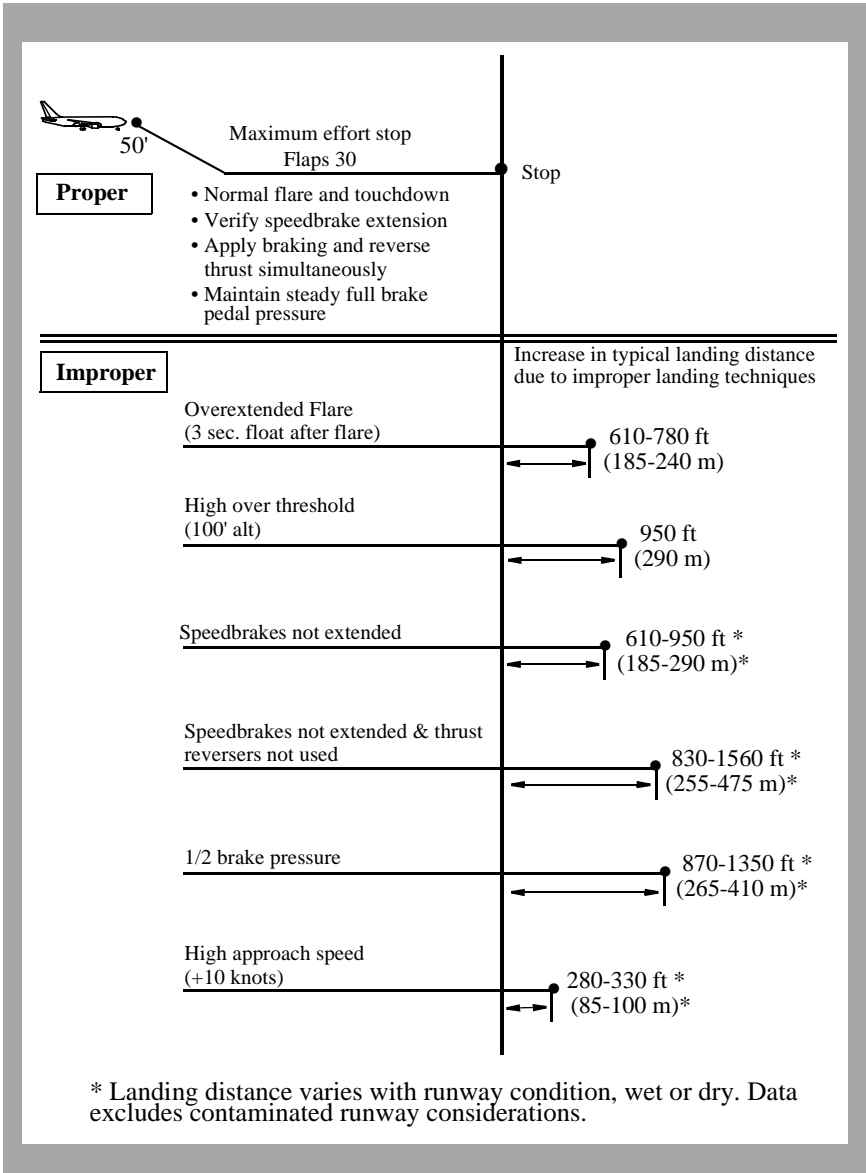 50'
Maximum effort stop
Flaps 30
Stop
Proper
• Normal flare and touchdown
• Verify speedbrake extension
• Apply braking and reverse
thrust simultaneously
• Maintain steady full brake
pedal pressure
Improper
Increase in typical landing distance
due to improper landing techniques
Overextended Flare
(3 sec. float after flare)
610-780 ft
(185-240 m)
High over threshold
(100' alt)
950 ft
(290 m)
Speedbrakes not extended
610-950 ft *
(185-290 m)*
Speedbrakes not extended & thrust
reversers not used
830-1560 ft *
(255-475 m)*
1/2 brake pressure
870-1350 ft *
(265-410 m)*
High approach speed
(+10 knots)
280-330 ft *
(85-100 m)*
* Landing distance varies with runway condition, wet or dry. Data
excludes contaminated runway considerations.